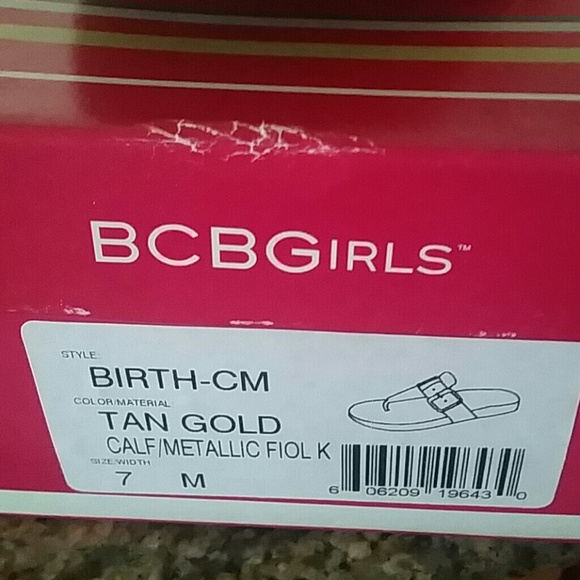 BCBGIRLS™
STYLE:
BIRTH-CM
COLOR/MATERIAL
TAN GOLD
CALF/METALLIC FIOL K
SIZE/WIDTH
7 M
6 06209 19643 0